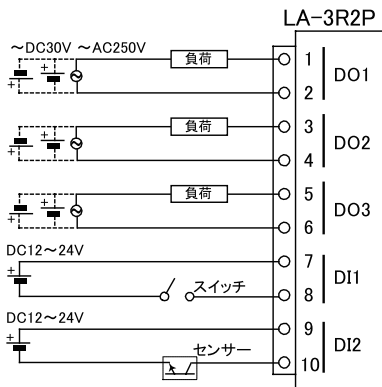 LA-3R2P
～DC30V ～AC250V
負荷
1
2
DO1
負荷
3
4
DO2
負荷
5
6
DO3
DC12～24V
7
8
DI1
スイッチ
DC12～24V
9
10
DI2
センサー